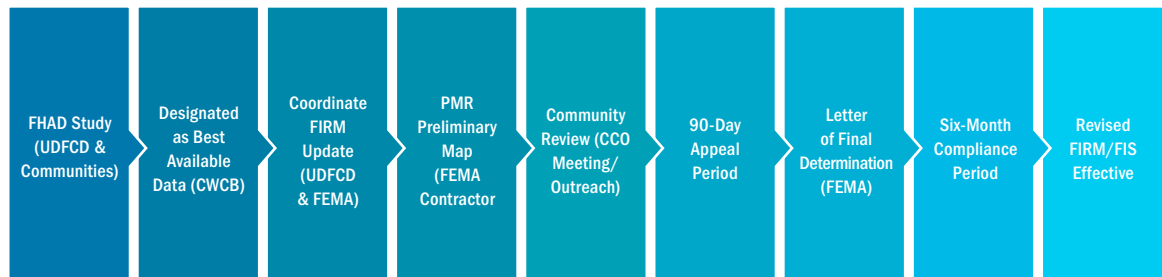 FHAD Study
(UDFCD &
Communities)
Designated
as Best
Available
Data (CWCB)
Coordinate
FIRM
Update
(UDFCD
& FEMA)
PMR
Preliminary
Map
(FEMA
Contractor
Community
Review (CCO
Meeting/
Outreach)
90-Day
Appeal
Period
Letter
of Final
Determination
(FEMA)
Six-Month
Compliance
Period
Revised
FIRM/FIS
Effective